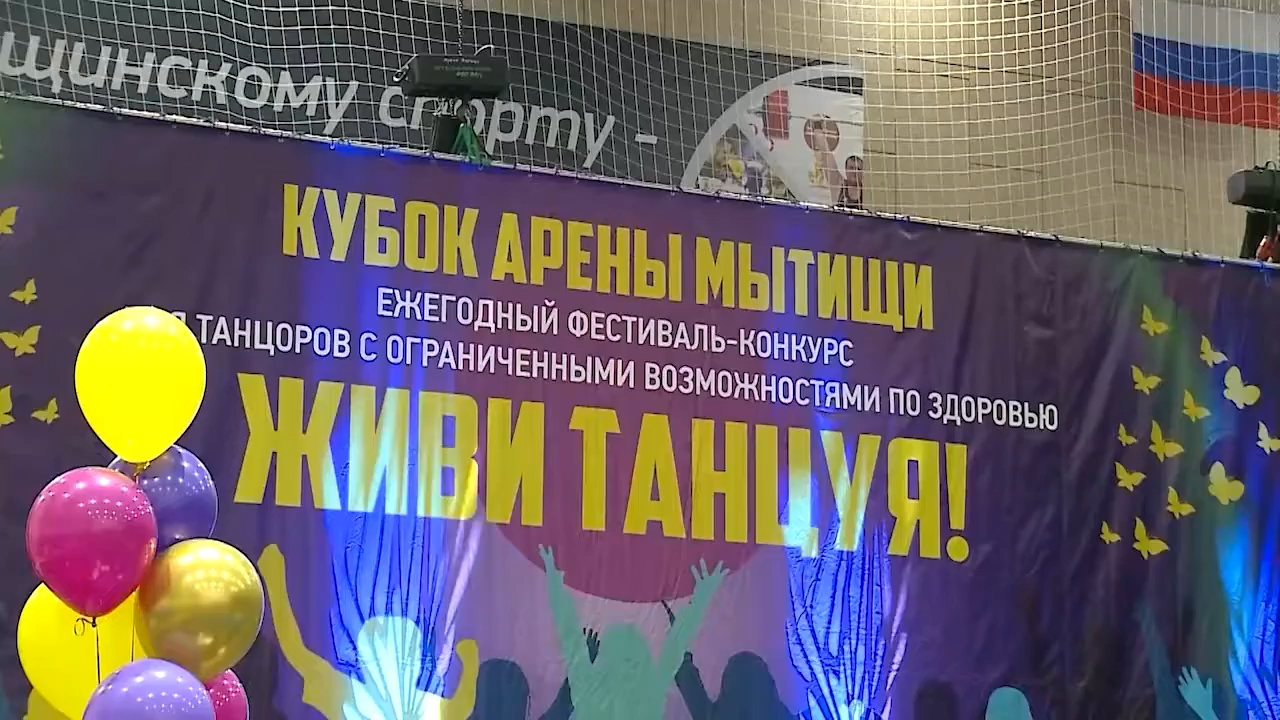 щинскому спорту -
КУБОК АРЕНЫ МЫТИЩИ
ЕЖЕГОДНЫЙ ФЕСТИВАЛЬ-КОНКУРС
Я ТАНЦОРОВ С ОГРАНИЧЕННЫМИ ВОЗМОЖНОСТЯМИ ПО ЗДОРОВЬЮ
ЖИВИ ТАНЦУЯ!